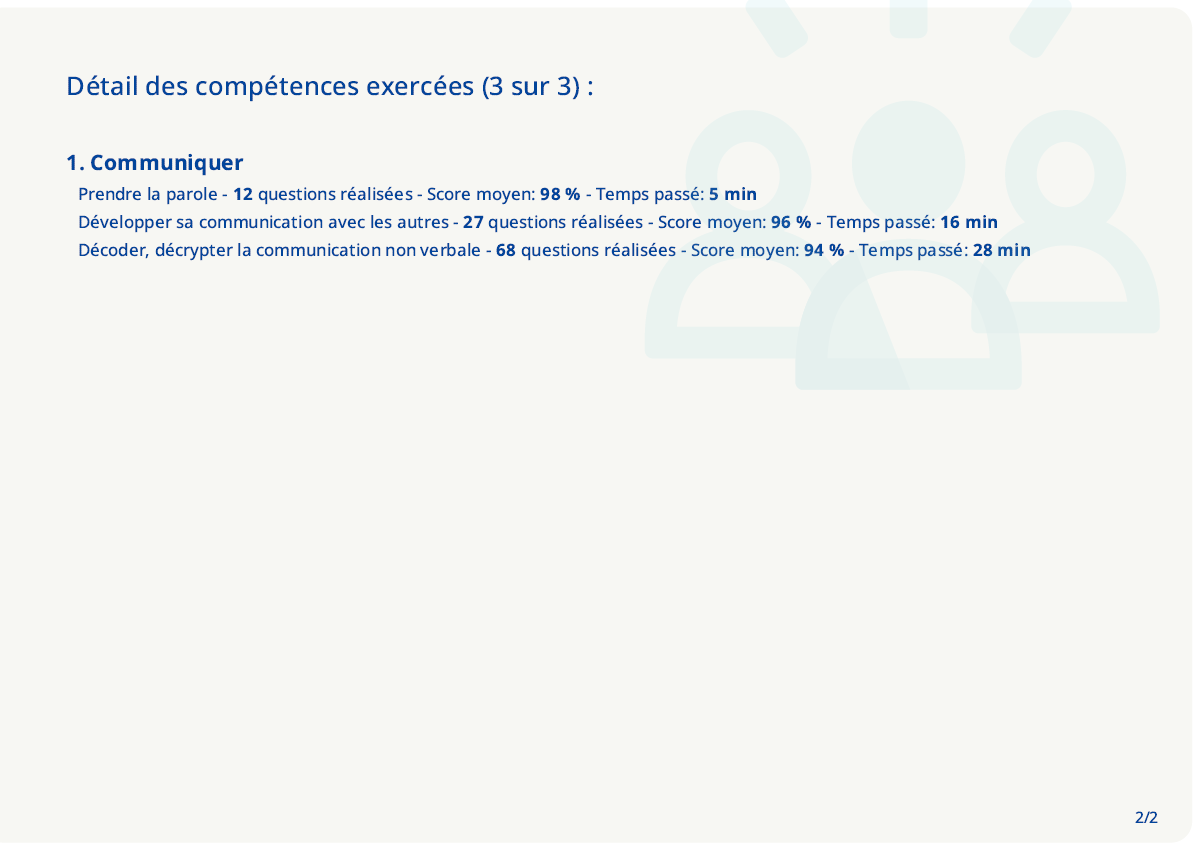 Détail des compétences exercées (3 sur 3) :
1. Communiquer
Prendre la parole - 12 questions réalisées - Score moyen: 98 % - Temps passé: 5 min
Développer sa communication avec les autres - 27 questions réalisées - Score moyen: 96 % - Temps passé: 16 min
Décoder, décrypter la communication non verbale - 68 questions réalisées - Score moyen: 94 % - Temps passé: 28 min
2/2